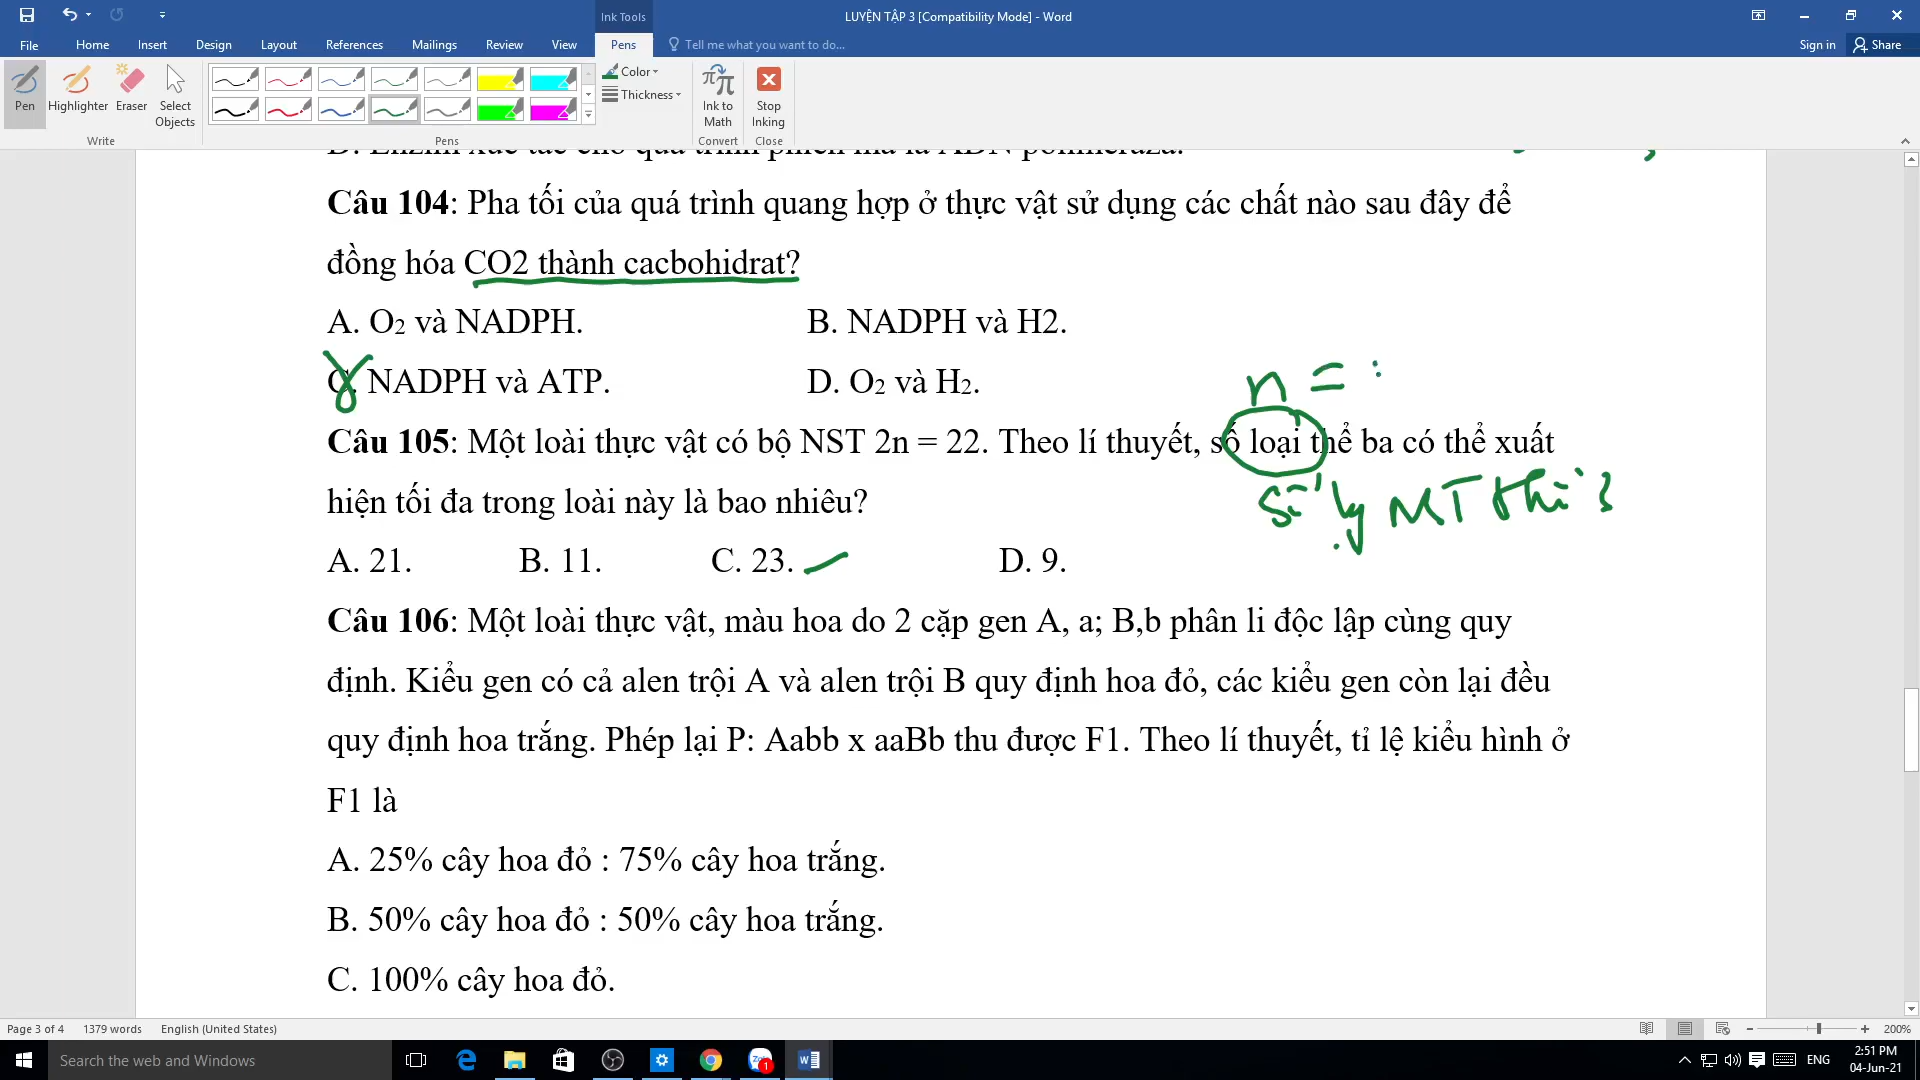 Ink Tools
LUYỆN TẬP 3 [Compatibility Mode] - Word
File Home Insert Design Layout References Mailings Review View Pens Tell me what you want to do... Sign in Share
Pen Highlighter Eraser Select Objects
Color
Thickness
Ink to Math
Stop Inking
Write Pens Convert Close
D. Enzim xúc tác cho quá trình phiên mã là ADN polimeraza.
Câu 104: Pha tối của quá trình quang hợp ở thực vật sử dụng các chất nào sau đây để
đồng hóa CO2 thành cacbohidrat?
A. O2 và NADPH. B. NADPH và H2.
C. NADPH và ATP. D. O2 và H2.
n =
Câu 105: Một loài thực vật có bộ NST 2n = 22. Theo lí thuyết, số loại thể ba có thể xuất
hiện tối đa trong loài này là bao nhiêu?
A. 21. B. 11. C. 23. D. 9.
Câu 106: Một loài thực vật, màu hoa do 2 cặp gen A, a; B,b phân li độc lập cùng quy
định. Kiểu gen có cả alen trội A và alen trội B quy định hoa đỏ, các kiểu gen còn lại đều
quy định hoa trắng. Phép lại P: Aabb x aaBb thu được F1. Theo lí thuyết, tỉ lệ kiểu hình ở
F1 là
A. 25% cây hoa đỏ : 75% cây hoa trắng.
B. 50% cây hoa đỏ : 50% cây hoa trắng.
C. 100% cây hoa đỏ.
Page 3 of 4 1379 words English (United States) 200%
Search the web and Windows
ENG
2:51 PM
04-Jun-21